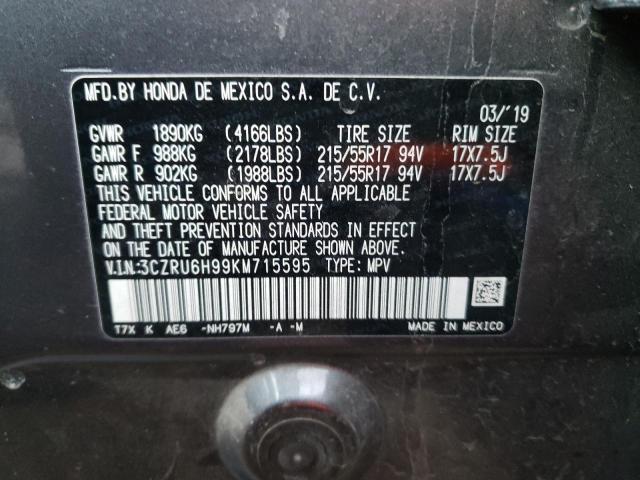 MFD.BY HONDA DE MEXICO S.A. DE C.V.
03/'19
GVWR 1890KG (4166LBS) TIRE SIZE RIM SIZE
GAWR F 988KG (2178LBS) 215/55R17 94V 17X7.5J
GAWR R 902KG (1988LBS) 215/55R17 94V 17X7.5J
THIS VEHICLE CONFORMS TO ALL APPLICABLE
FEDERAL MOTOR VEHICLE SAFETY
AND THEFT PREVENTION STANDARDS IN EFFECT
ON THE DATE OF MANUFACTURE SHOWN ABOVE.
V.I.N:3CZRU6H99KM715595 TYPE: MPV
T7X K AE6 -NH797M -A -M
MADE IN MEXICO